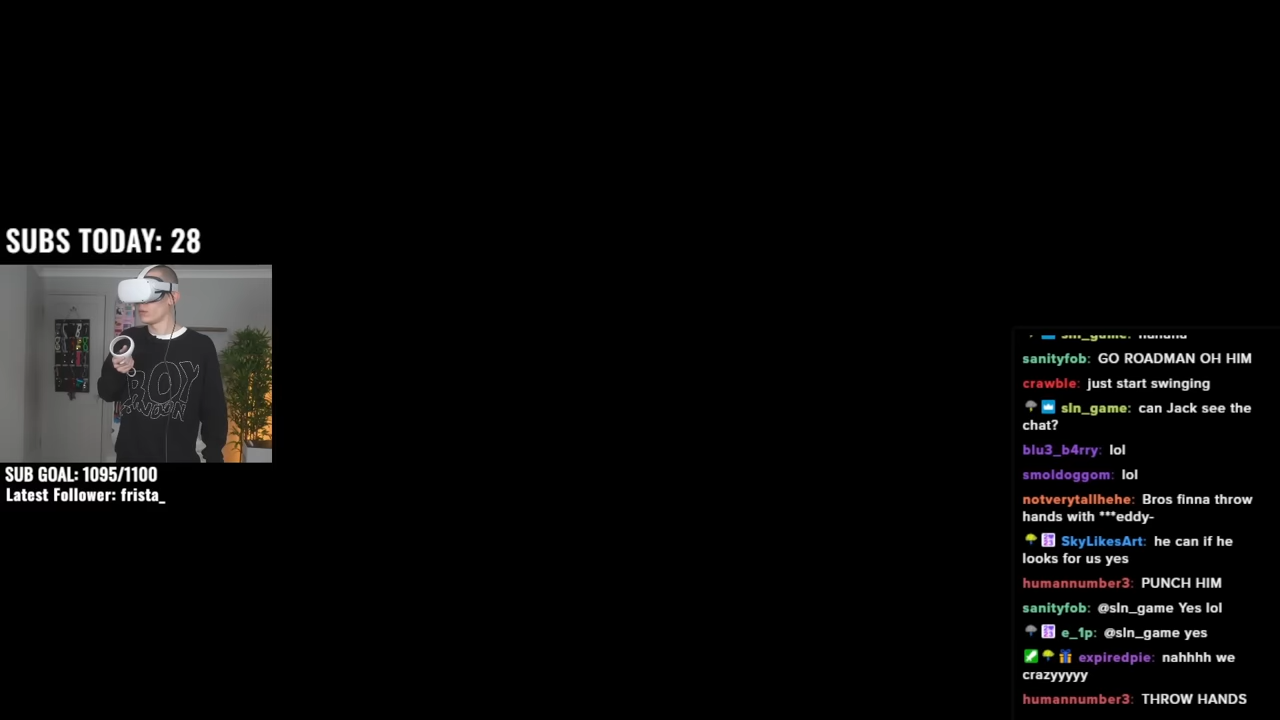 SUBS TODAY: 28
BOY
SUB GOAL: 1095/1100
Latest Follower: frista_
sln_game: hahaha
sanityfob: GO ROADMAN OH HIM
crawble: just start swinging
sln_game: can Jack see the
chat?
blu3_b4rry: lol
smoldoggom: lol
notverytallhehe: Bros finna throw
hands with ***eddy-
SkyLikesArt: he can if he
looks for us yes
humannumber3: PUNCH HIM
sanityfob: @sln_game Yes lol
e_1p: @sln_game yes
expiredpie: nahhhh we
crazyyyyy
humannumber3: THROW HANDS